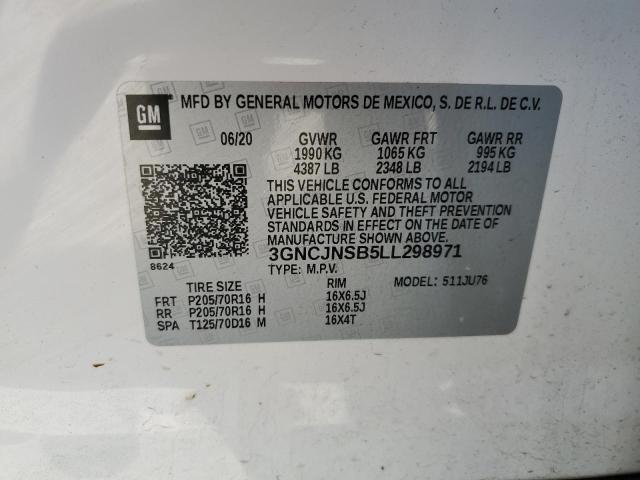 GM MFD BY GENERAL MOTORS DE MEXICO, S. DE R.L. DE C.V.
06/20 GVWR GAWR FRT GAWR RR
1990 KG 1065 KG 995 KG
4387 LB 2348 LB 2194 LB
THIS VEHICLE CONFORMS TO ALL
APPLICABLE U.S. FEDERAL MOTOR
VEHICLE SAFETY AND THEFT PREVENTION
STANDARDS IN EFFECT ON THE DATE OF
MANUFACTURE SHOWN ABOVE.
3GNCJNSB5LL298971
8624 TYPE: M.P.V.
TIRE SIZE RIM 511JU76
FRT P205/70R16 H 16X6.5J
RR P205/70R16 H 16X6.5J
SPA T125/70D16 M 16X4T